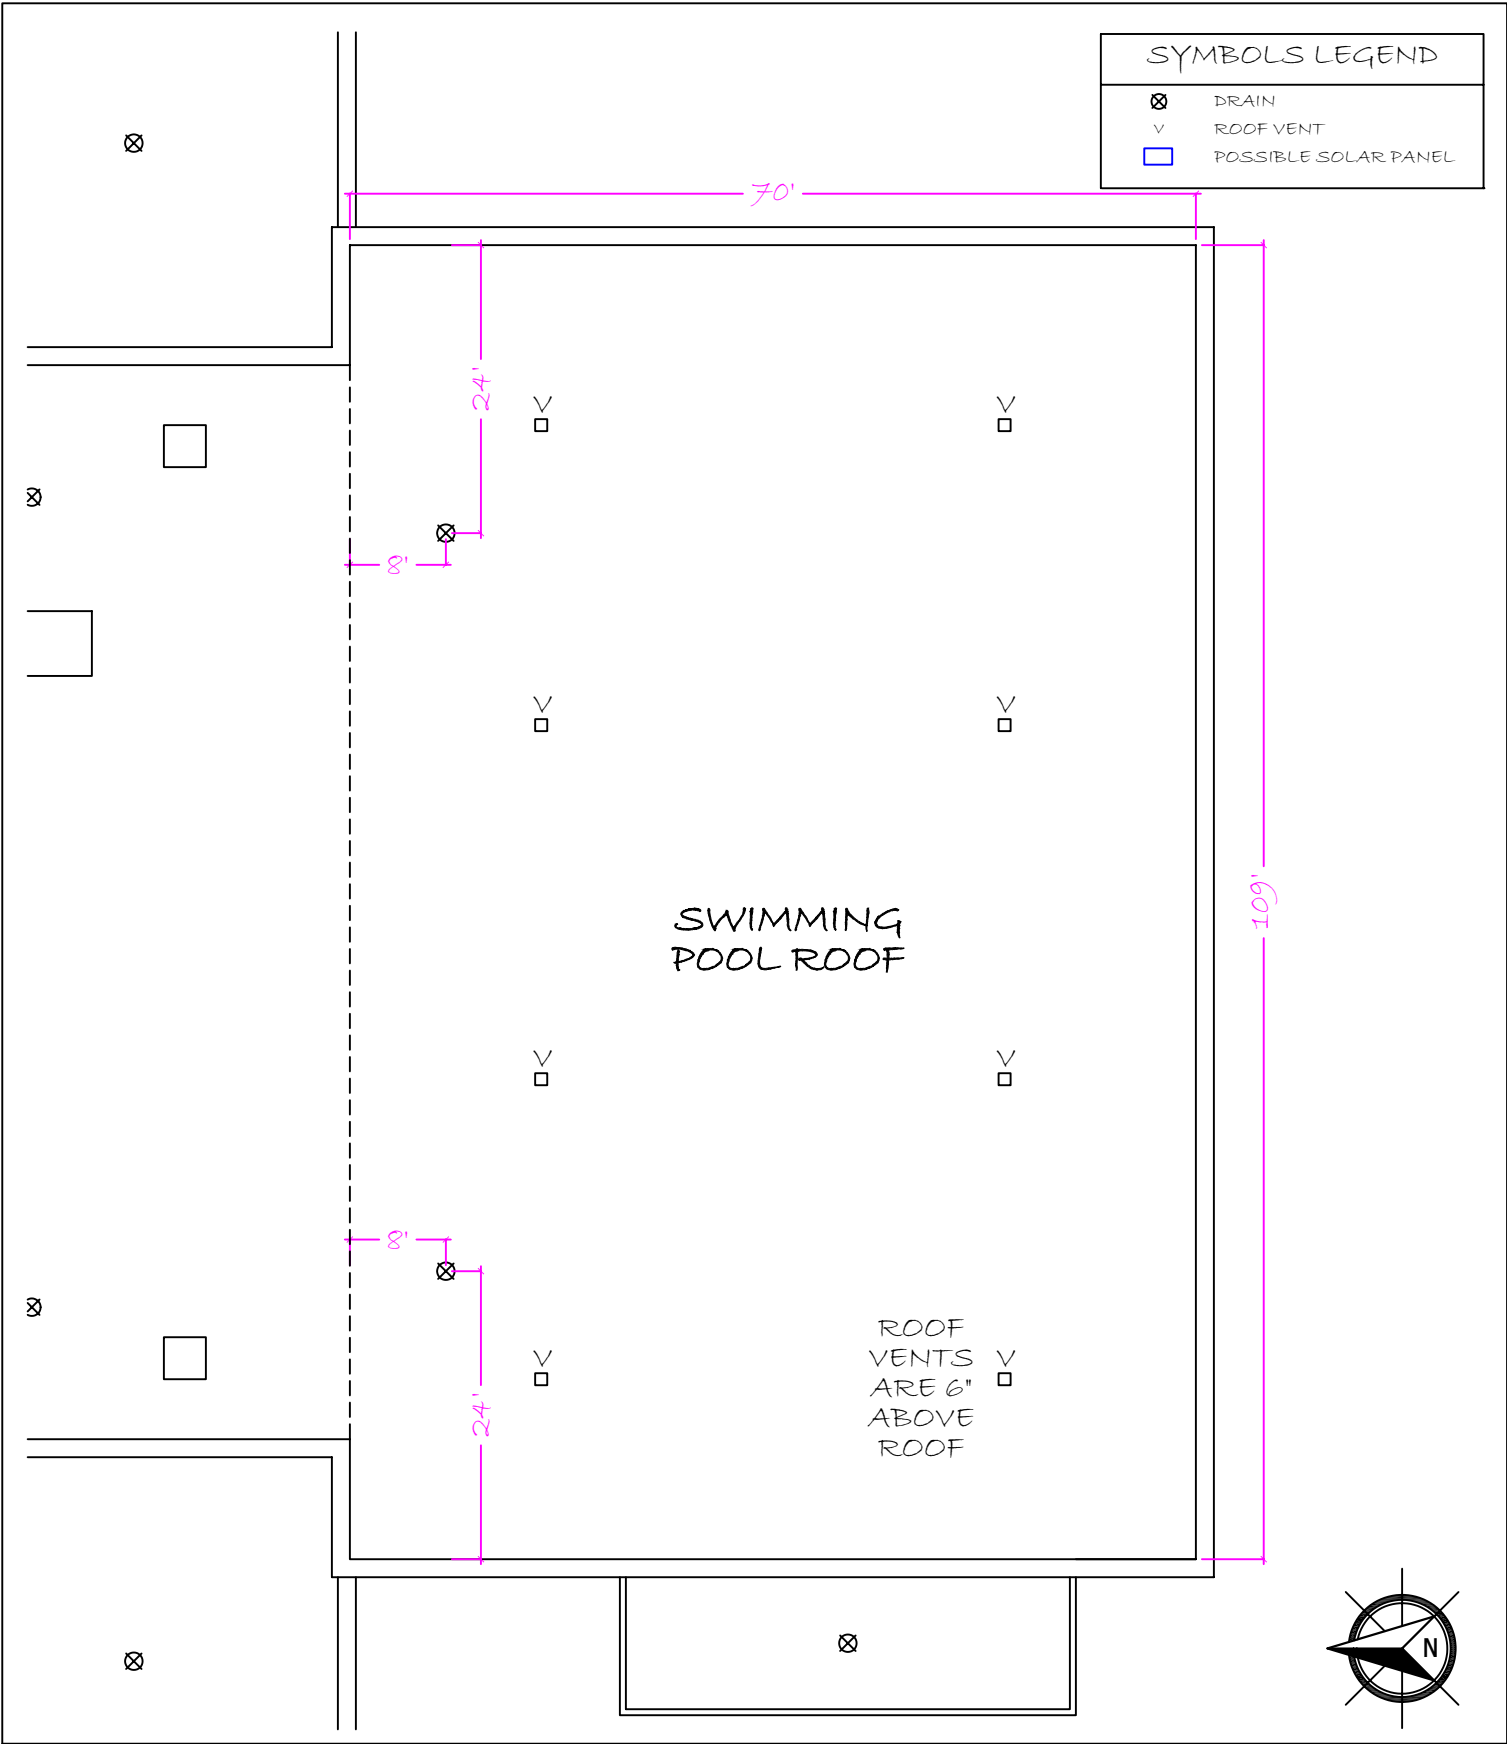 SYMBOLS LEGEND
DRAIN
V ROOF VENT
POSSIBLE SOLAR PANEL
70'
24'
V V
8'
V V
109'
SWIMMING
POOL ROOF
V V
8'
24'
V V
ROOF
VENTS
ARE 6"
ABOVE
ROOF
N